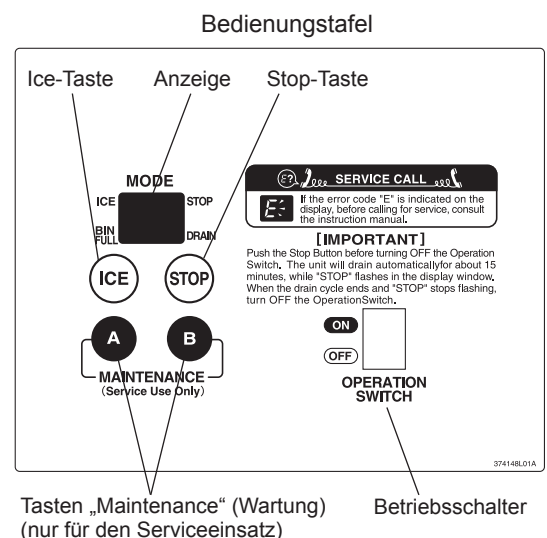 Bedienungstafel
Ice-Taste
Anzeige
Stop-Taste
MODE
ICE
STOP
BIN
FULL
DRAIN
ICE
STOP
A
B
MAINTENANCE
(Service Use Only)
E?
SERVICE CALL
E
If the error code "E" is indicated on the
display, before calling for service, consult
the instruction manual.
[IMPORTANT]
Push the Stop Button before turning OFF the Operation
Switch. The unit will drain automaticallyfor about 15
minutes, while "STOP" flashes in the display window.
When the drain cycle ends and "STOP" stops flashing,
turn OFF the OperationSwitch.
ON
OFF
OPERATION
SWITCH
374148L01A
Tasten „Maintenance“ (Wartung)
(nur für den Serviceeinsatz)
Betriebsschalter